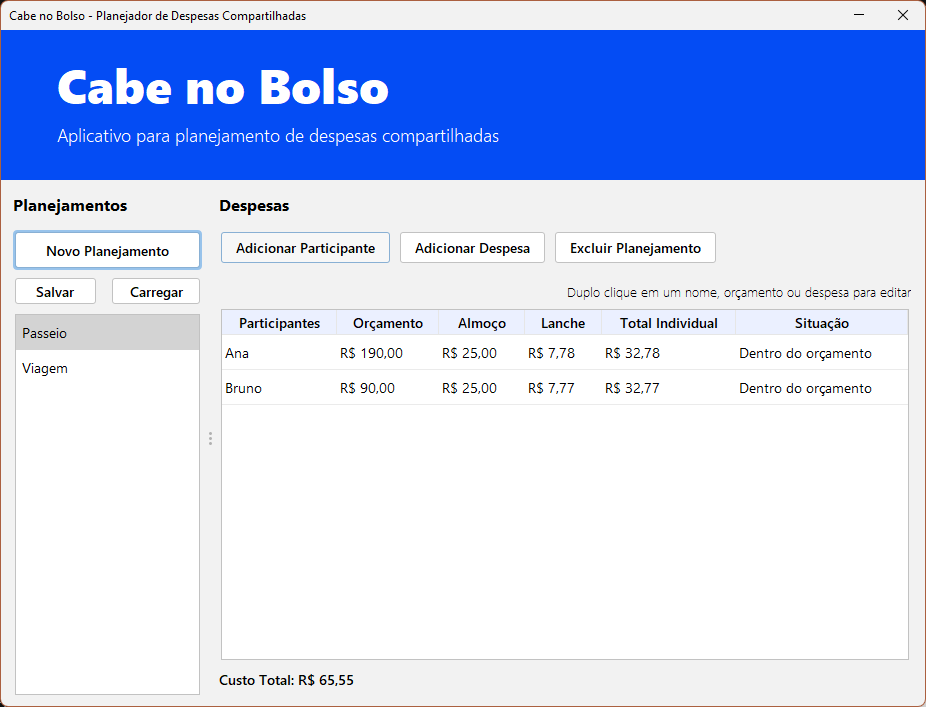 Cabe no Bolso - Planejador de Despesas Compartilhadas
Cabe no Bolso
Aplicativo para planejamento de despesas compartilhadas
Planejamentos
Novo Planejamento
Salvar Carregar
Passeio
Viagem
Despesas
Adicionar Participante Adicionar Despesa Excluir Planejamento
Duplo clique em um nome, orçamento ou despesa para editar
Participantes Orçamento Almoço Lanche Total Individual Situação
Ana R$ 190,00 R$ 25,00 R$ 7,78 R$ 32,78 Dentro do orçamento
Bruno R$ 90,00 R$ 25,00 R$ 7,77 R$ 32,77 Dentro do orçamento
Custo Total: R$ 65,55